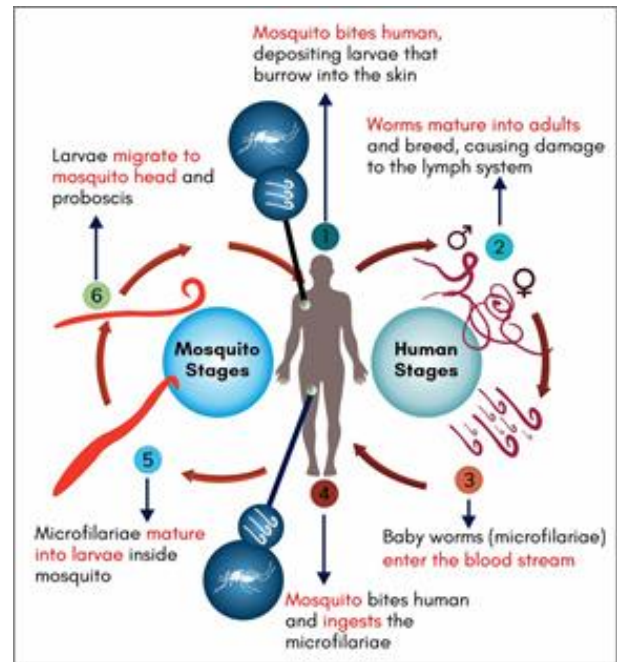 Mosquito bites human,
depositing larvae that
burrow into the skin
Worms mature into adults
and breed, causing damage
to the lymph system
Larvae migrate to
mosquito head and
proboscis
1
2
♂
♀
6
Mosquito
Stages
Human
Stages
5
4
3
Microfilariae mature
into larvae inside
mosquito
Baby worms (microfilariae)
enter the blood stream
Mosquito bites human
and ingests the
microfilariae